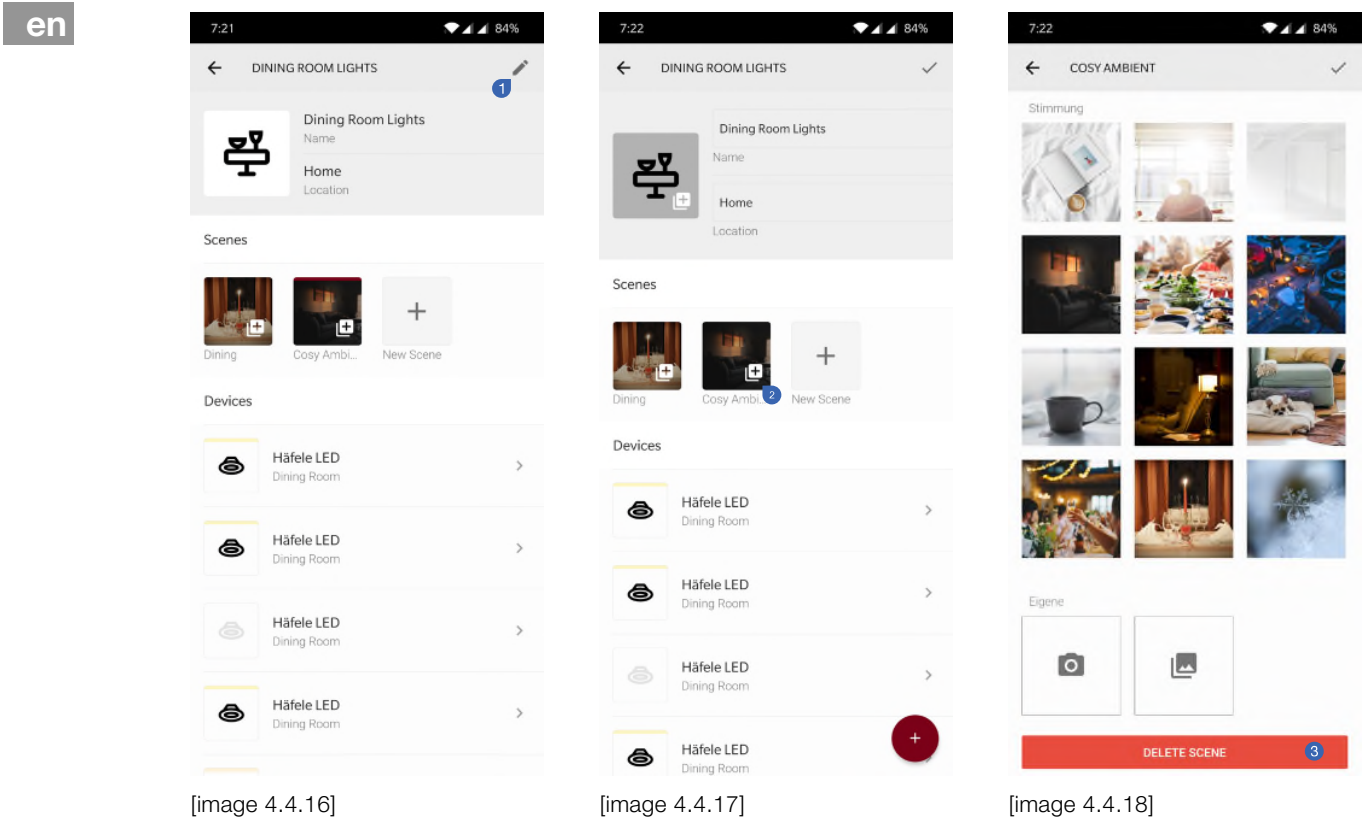 en
7:21
84%
DINING ROOM LIGHTS
1
Dining Room Lights
Name
Home
Location
Scenes
Dining
Cosy Ambi...
New Scene
Devices
Häfele LED
Dining Room
Häfele LED
Dining Room
Häfele LED
Dining Room
Häfele LED
Dining Room
[image 4.4.16]
7:22
84%
DINING ROOM LIGHTS
Dining Room Lights
Name
Home
Location
Scenes
Dining
Cosy Ambi.
2
New Scene
Devices
Häfele LED
Dining Room
Häfele LED
Dining Room
Häfele LED
Dining Room
Häfele LED
Dining Room
[image 4.4.17]
7:22
84%
COSY AMBIENT
Stimmung
Eigene
DELETE SCENE
3
[image 4.4.18]